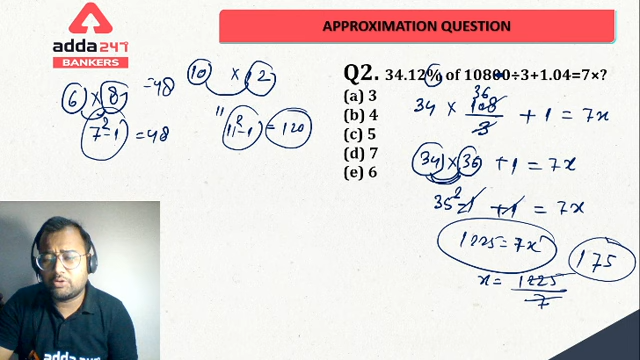 APPROXIMATION QUESTION
adda247
BANKERS
6 × 8 = 48
7² - 1 = 48
10 × 12
11² - 1 = 120
Q2. 34.12% of 10800÷3+1.04=7×?
(a) 3
(b) 4
(c) 5
(d) 7
(e) 6
36
34 × 108/3 + 1 = 7x
34 × 36 + 1 = 7x
35² - 1 + 1 = 7x
1225 = 7x
175
x = 1225/7
adda247